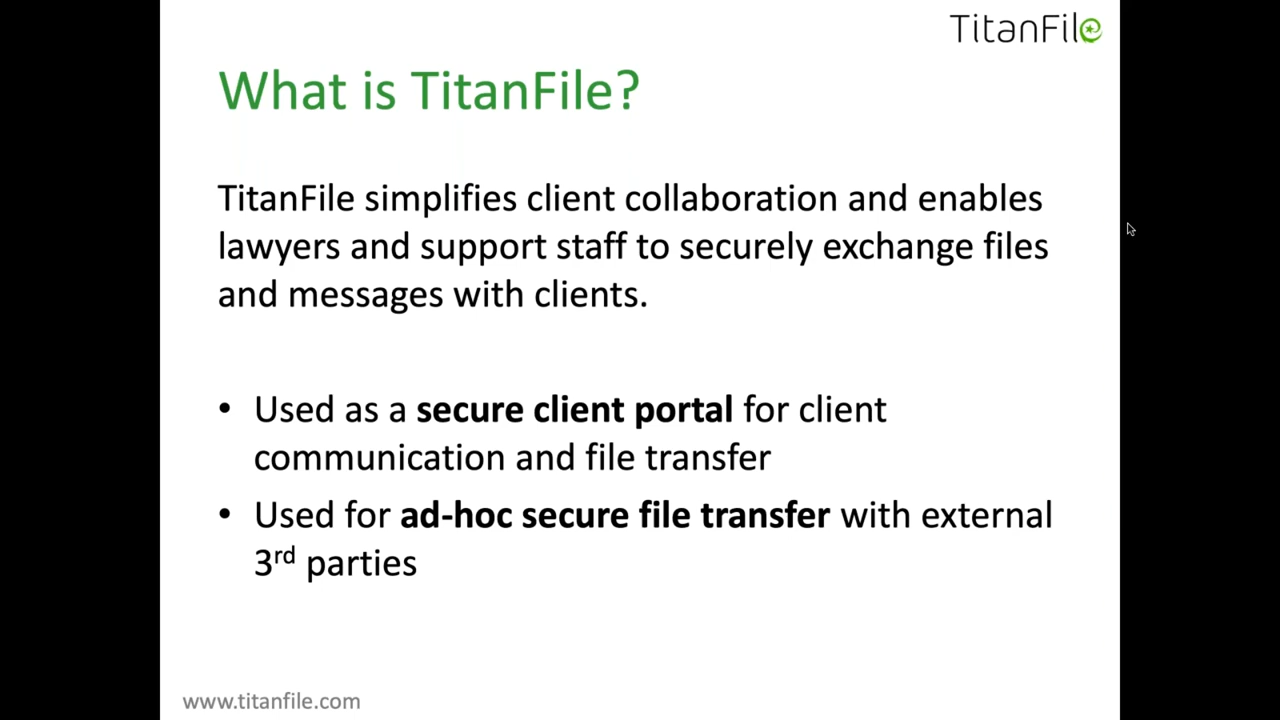 TitanFile
What is TitanFile?
TitanFile simplifies client collaboration and enables
lawyers and support staff to securely exchange files
and messages with clients.
• Used as a secure client portal for client
communication and file transfer
• Used for ad-hoc secure file transfer with external
3rd parties
www.titanfile.com